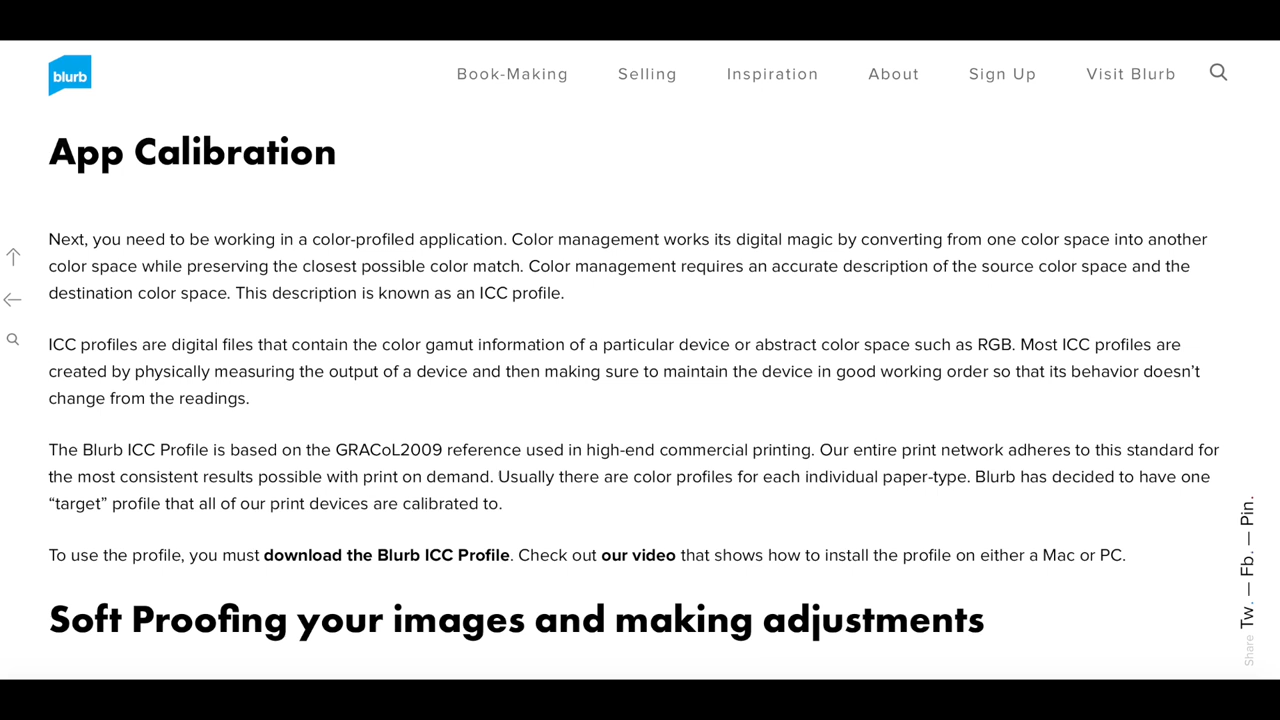 blurb
Book-Making Selling Inspiration About Sign Up Visit Blurb
App Calibration
Next, you need to be working in a color-profiled application. Color management works its digital magic by converting from one color space into another
color space while preserving the closest possible color match. Color management requires an accurate description of the source color space and the
destination color space. This description is known as an ICC profile.
ICC profiles are digital files that contain the color gamut information of a particular device or abstract color space such as RGB. Most ICC profiles are
created by physically measuring the output of a device and then making sure to maintain the device in good working order so that its behavior doesn’t
change from the readings.
The Blurb ICC Profile is based on the GRACoL2009 reference used in high-end commercial printing. Our entire print network adheres to this standard for
the most consistent results possible with print on demand. Usually there are color profiles for each individual paper-type. Blurb has decided to have one
“target” profile that all of our print devices are calibrated to.
To use the profile, you must download the Blurb ICC Profile. Check out our video that shows how to install the profile on either a Mac or PC.
Soft Proofing your images and making adjustments
Share Tw. — Fb. — Pin.